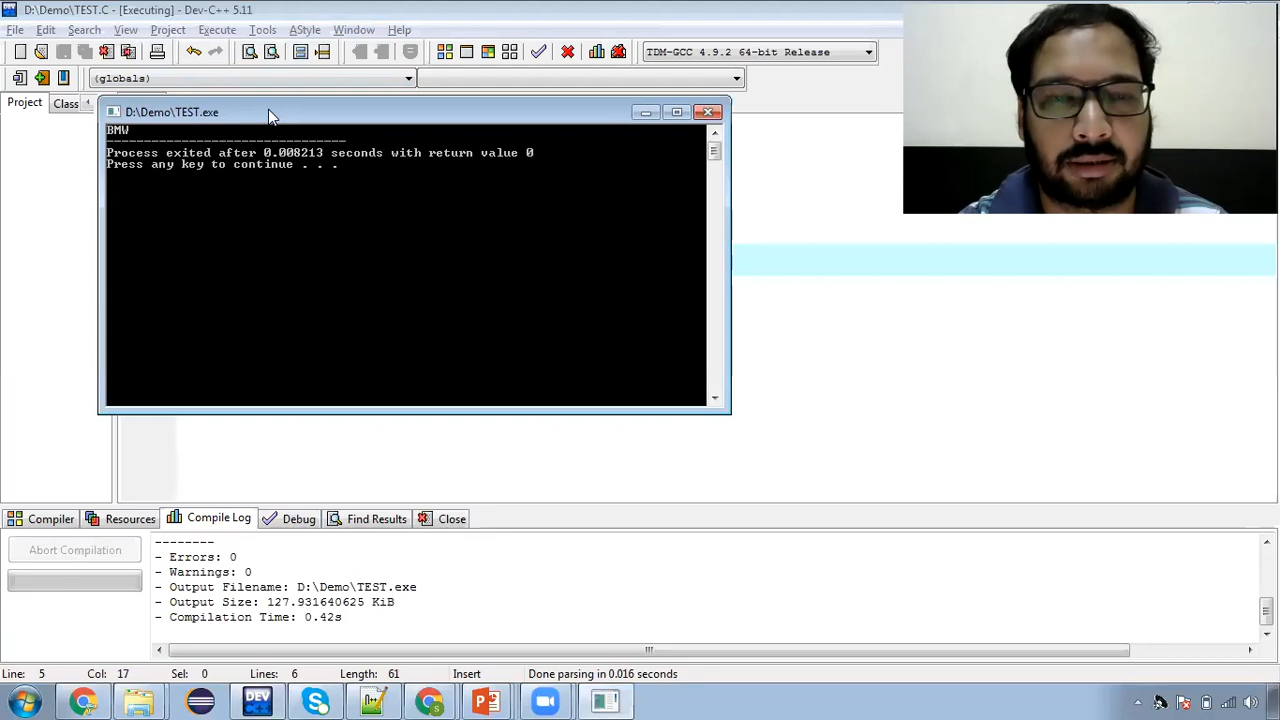 D:\Demo\TEST.C - [Executing] - Dev-C++ 5.11
File Edit Search View Project Execute Tools AStyle Window Help
TDM-GCC 4.9.2 64-bit Release
(globals)
Project Class
D:\Demo\TEST.exe
BMW
--------------------------------
Process exited after 0.008213 seconds with return value 0
Press any key to continue . . .
Compiler Resources Compile Log Debug Find Results Close
Abort Compilation
--------
- Errors: 0
- Warnings: 0
- Output Filename: D:\Demo\TEST.exe
- Output Size: 127.931640625 KiB
- Compilation Time: 0.42s
Line: 5 Col: 17 Sel: 0 Lines: 6 Length: 61 Insert Done parsing in 0.016 seconds
DEV